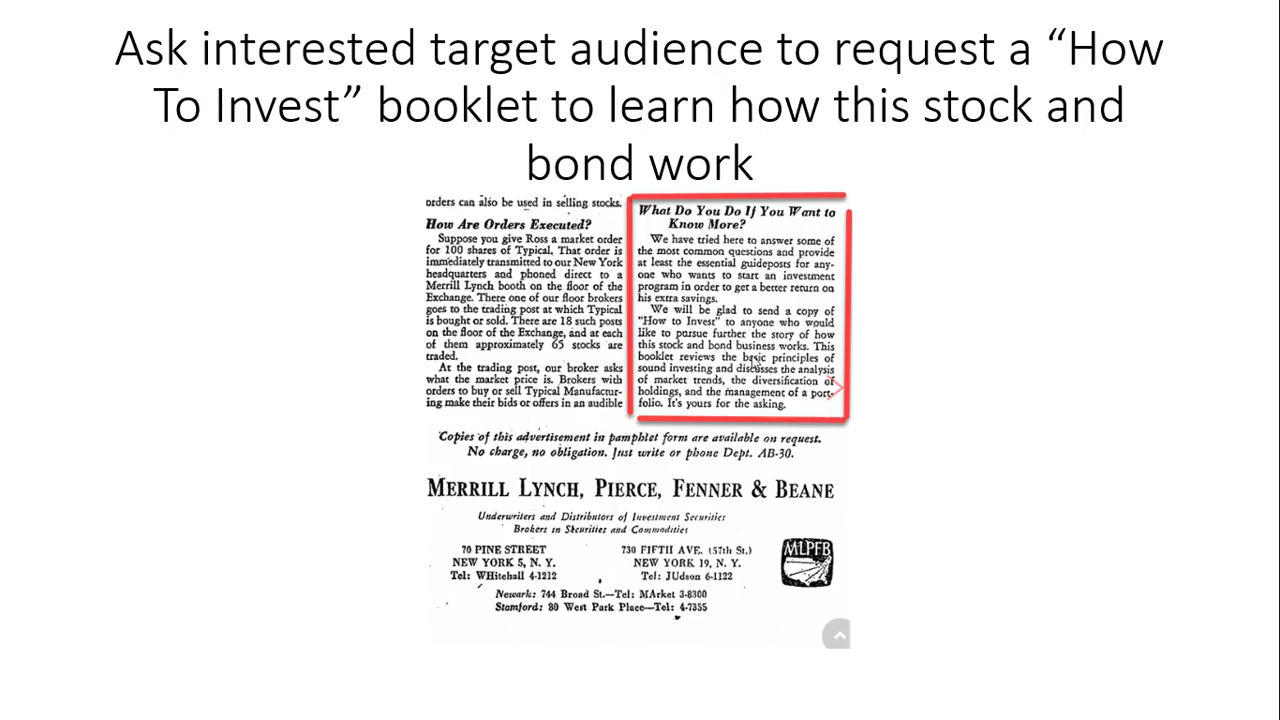 Ask interested target audience to request a “How
To Invest” booklet to learn how this stock and
bond work
orders can also be used in selling stocks.
How Are Orders Executed?
Suppose you give Ross a market order
for 100 shares of Typical. That order is
immediately transmitted to our New York
headquarters and phoned direct to a
Merrill Lynch booth on the floor of the
Exchange. There one of our floor brokers
goes to the trading post at which Typical
is bought or sold. There are 18 such posts
on the floor of the Exchange, and at each
of them approximately 65 stocks are
traded.
At the trading post, our broker asks
what the market price is. Brokers with
orders to buy or sell Typical Manufactur-
ing make their bids or offers in an audible
What Do You Do If You Want to
Know More?
We have tried here to answer some of
the most common questions and provide
at least the essential guideposts for any-
one who wants to start an investment
program in order to get a better return on
his extra savings.
We will be glad to send a copy of
"How to Invest" to anyone who would
like to pursue further the story of how
this stock and bond business works. This
booklet reviews the basic principles of
sound investing and discusses the analysis
of market trends, the diversification of
holdings, and the management of a port-
folio. It's yours for the asking.
Copies of this advertisement in pamphlet form are available on request.
No charge, no obligation. Just write or phone Dept. AB-30.
MERRILL LYNCH, PIERCE, FENNER & BEANE
Underwriters and Distributors of Investment Securities
Brokers in Securities and Commodities
70 PINE STREET
NEW YORK 5, N. Y.
Tel: WHitehall 4-1212
730 FIFTH AVE. (57th St.)
NEW YORK 19, N. Y.
Tel: JUdson 6-1122
MLPFB
Newark: 744 Broad St.—Tel: MArket 3-8300
Stamford: 80 West Park Place—Tel: 4-7355